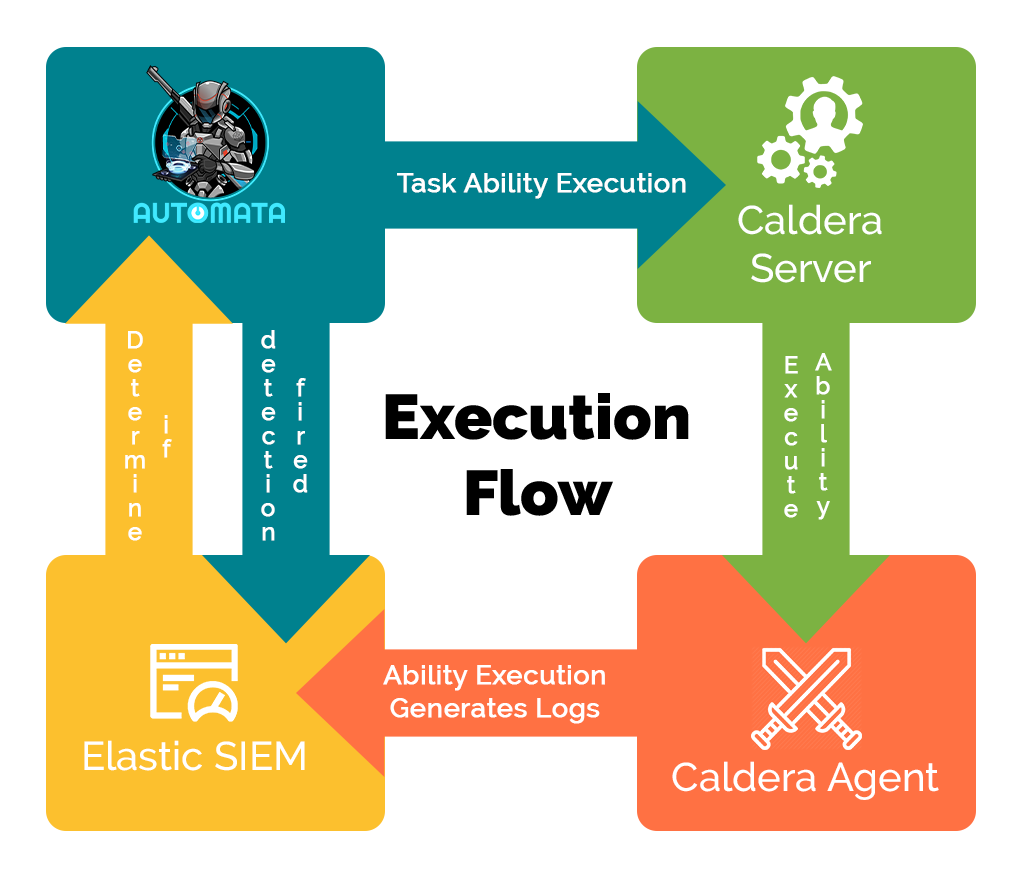 AUTOMATA
Task Ability Execution
Caldera
Server
Determine
if
detection
fired
Execution
Flow
Execute
Ability
Elastic SIEM
Ability Execution
Generates Logs
Caldera Agent